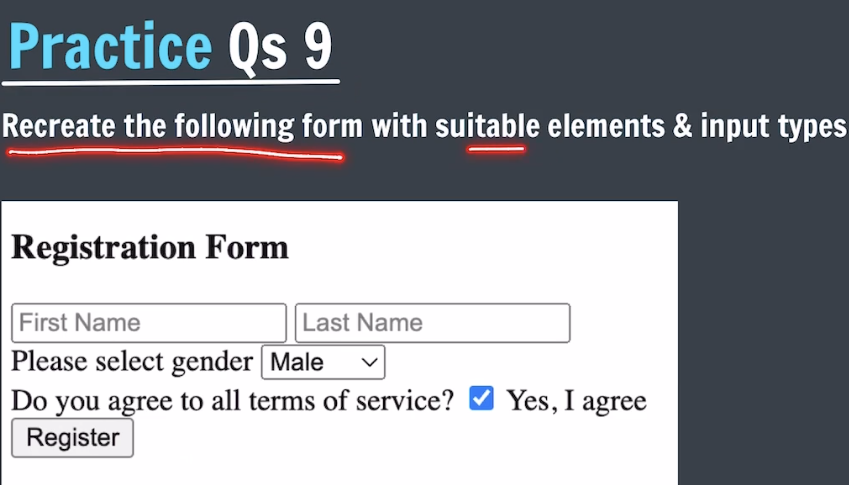 Practice Qs 9
Recreate the following form with suitable elements & input types
Registration Form
First Name Last Name
Please select gender Male
Do you agree to all terms of service? Yes, I agree
Register